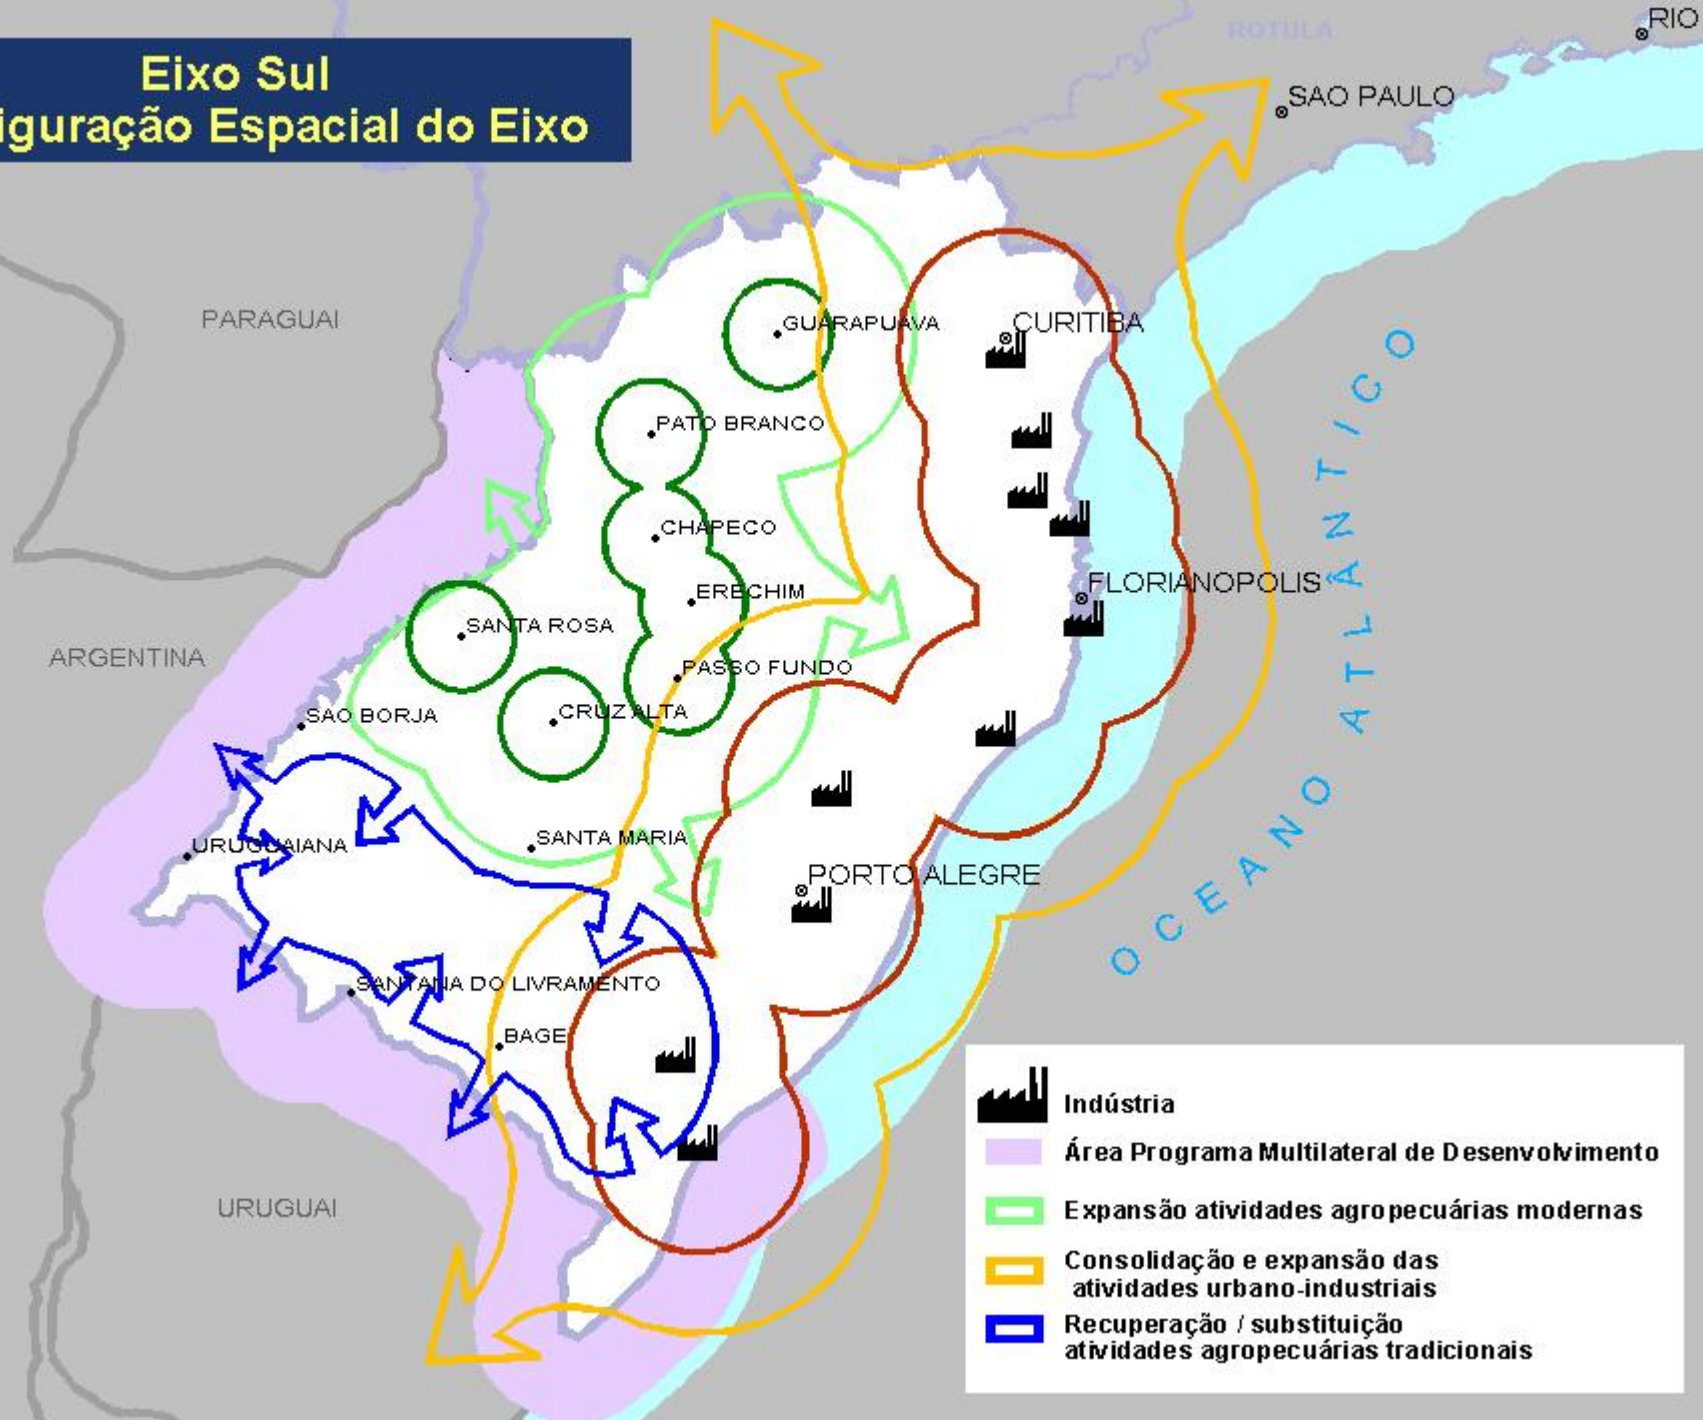 Eixo Sul
iguração Espacial do Eixo
ROTULA
RIO
SAO PAULO
PARAGUAI
GUARAPUAVA
CURITIBA
PATO BRANCO
CHAPECO
ERECHIM
FLORIANOPOLIS
SANTA ROSA
ARGENTINA
PASSO FUNDO
SAO BORJA
CRUZ ALTA
SANTA MARIA
URUGUAIANA
PORTO ALEGRE
OCEANO ATLÂNTICO
SANTANA DO LIVRAMENTO
BAGE
URUGUAI
Indústria
Área Programa Multilateral de Desenvolvimento
Expansão atividades agropecuárias modernas
Consolidação e expansão das
atividades urbano-industriais
Recuperação / substituição
atividades agropecuárias tradicionais